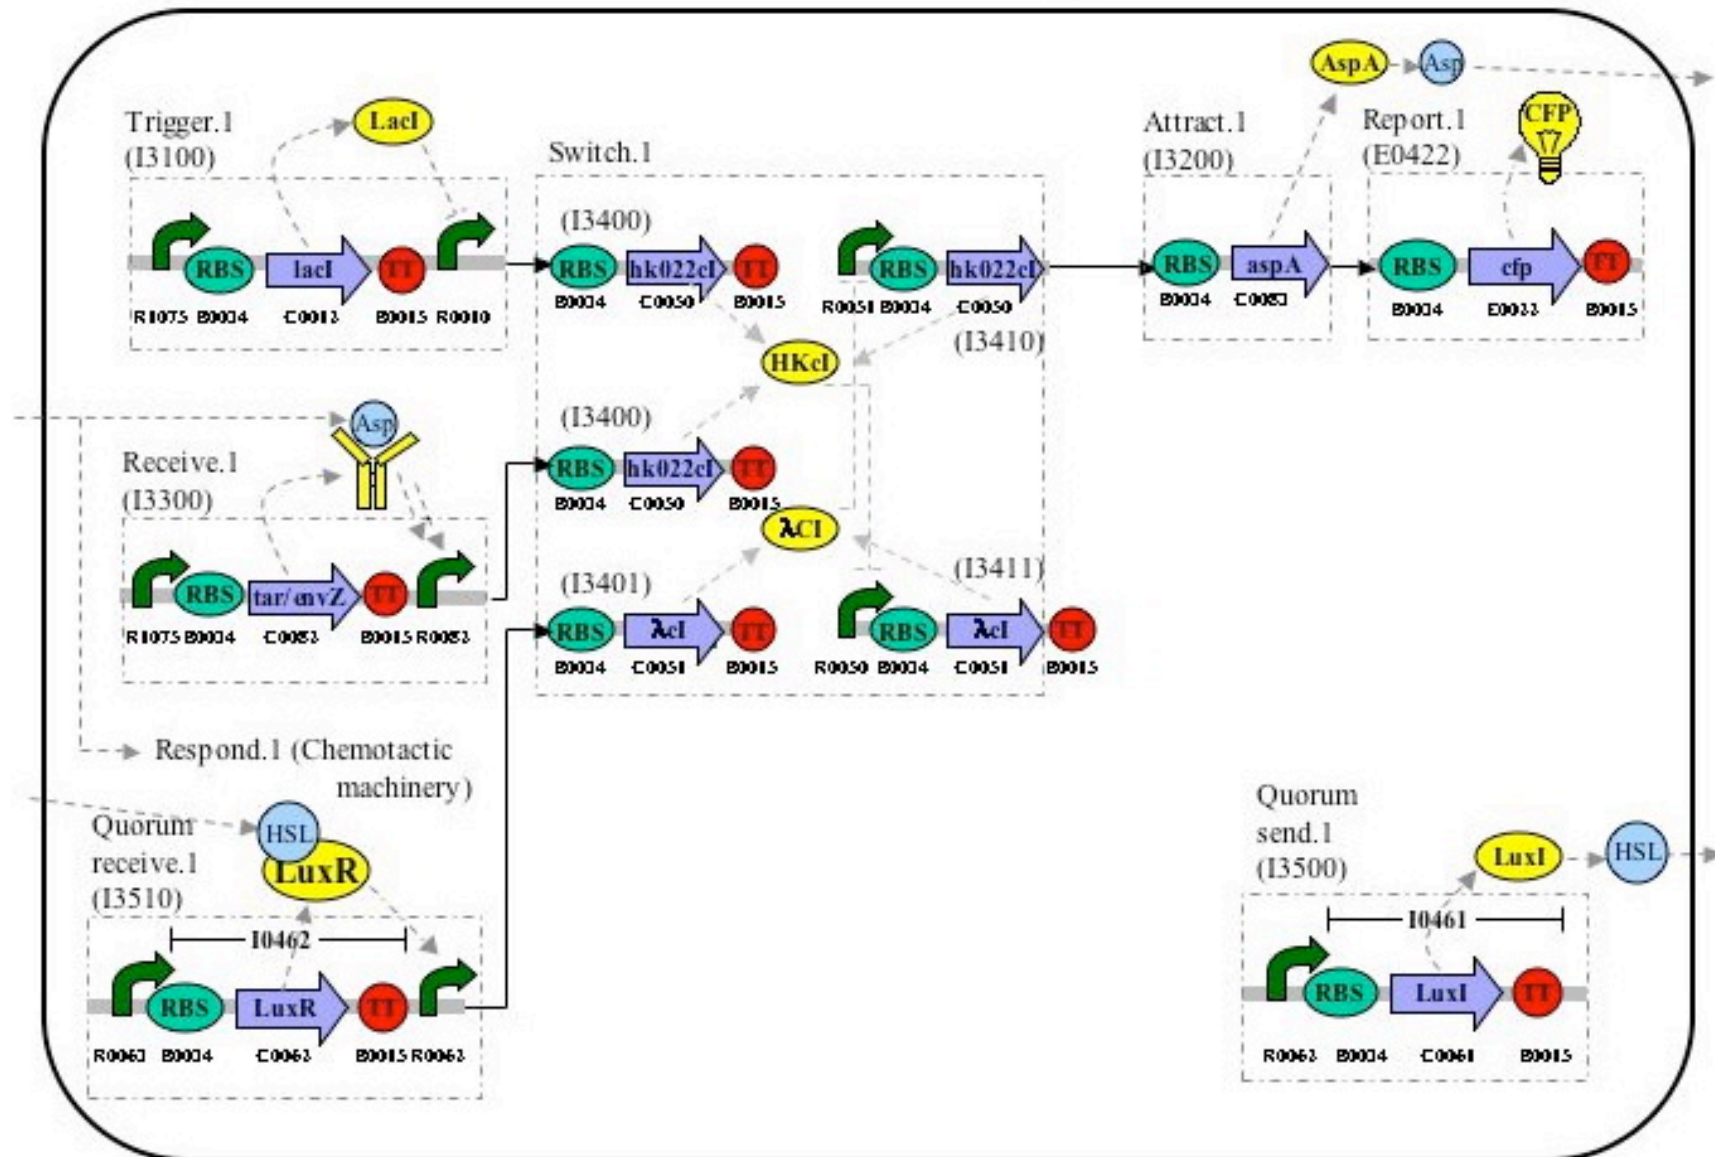 AspA Asp
CFP
Trigger.1
(I3100)
LacI
Switch.1
Attract.1
(I3200)
Report.1
(E0422)
(I3400)
RBS lacI TT
RBS hk022cI TT
RBS hk022cI
RBS aspA
RBS cfp TT
R1075 B0034 C0012 B0015 R0010
B0034 C0050 B0015
R0051 B0034 C0050
B0034 C0083
B0034 E0022 B0015
(I3410)
HKcI
Asp
(I3400)
Receive.1
(I3300)
RBS hk022cI TT
B0034 C0050 B0015
λCI
(I3401)
(I3411)
RBS tar/envZ TT
RBS λcI TT
RBS λcI TT
R1075 B0034 C0082 B0015 R0082
B0034 C0051 B0015
R0050 B0034 C0051 B0015
Respond.1 (Chemotactic
machinery)
Quorum
receive.1
(I3510)
HSL
LuxR
I0462
RBS LuxR TT
R0063 B0034 C0062 B0015 R0062
Quorum
send.1
(I3500)
LuxI HSL
I0461
RBS LuxI TT
R0062 B0034 C0061 B0015